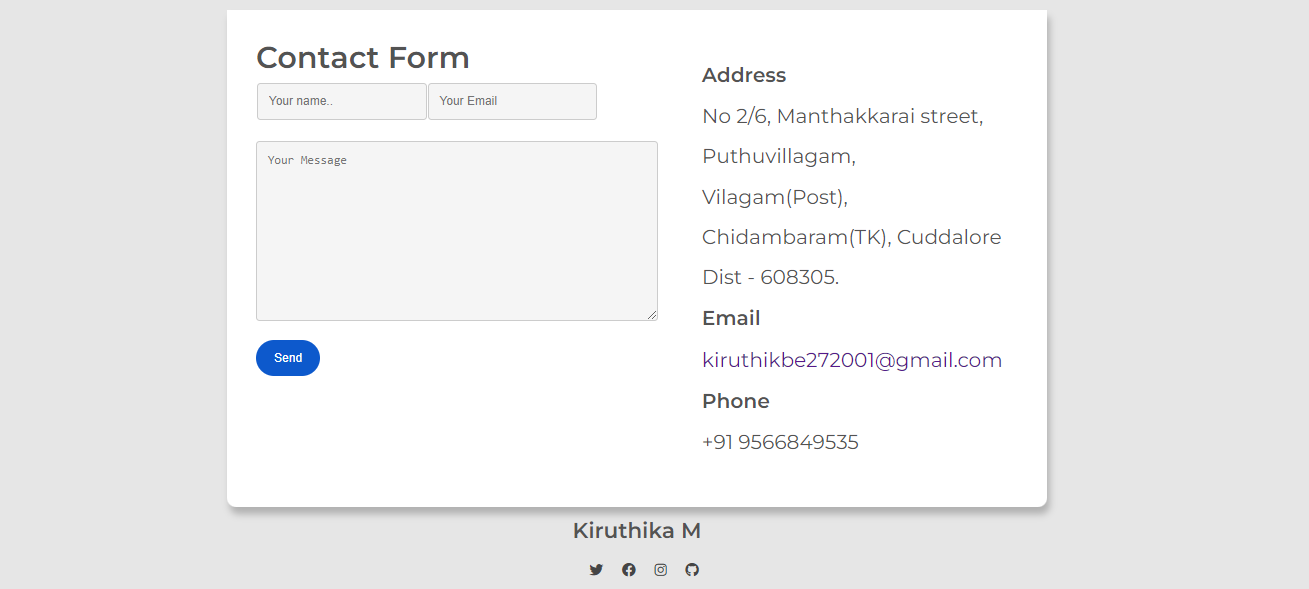 Contact Form
Your name..
Your Email
Your Message
Send
Address
No 2/6, Manthakkarai street,
Puthuvillagam,
Vilagam(Post),
Chidambaram(TK), Cuddalore
Dist - 608305.
Email
kiruthikbe272001@gmail.com
Phone
+91 9566849535
Kiruthika M